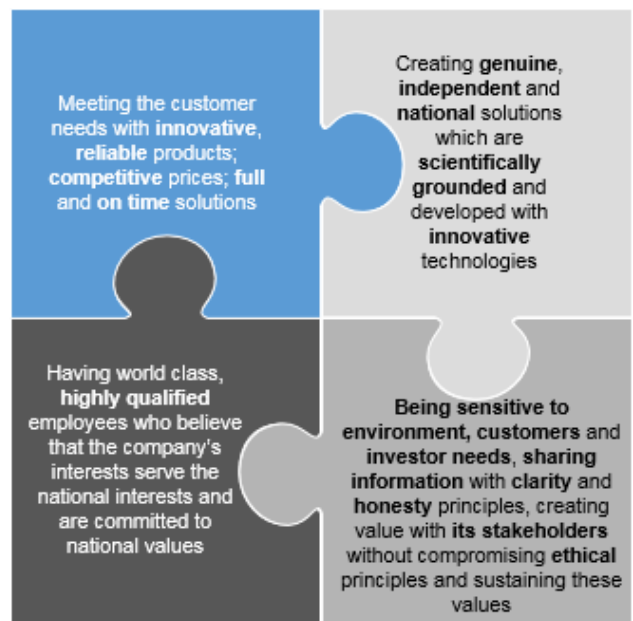 Meeting the customer
needs with innovative,
reliable products;
competitive prices; full
and on time solutions
Creating genuine,
independent and
national solutions
which are
scientifically
grounded and
developed with
innovative
technologies
Having world class,
highly qualified
employees who believe
that the company's
interests serve the
national interests and
are committed to
national values
Being sensitive to
environment, customers and
investor needs, sharing
information with clarity and
honesty principles, creating
value with its stakeholders
without compromising ethical
principles and sustaining these
values